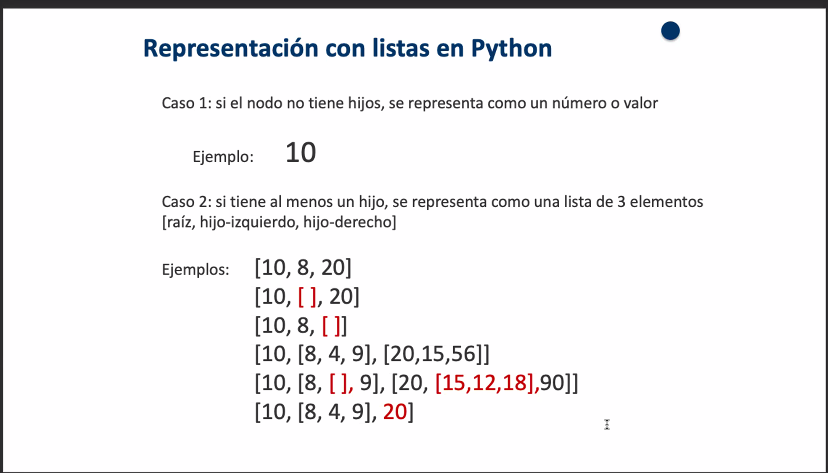 Representación con listas en Python
Caso 1: si el nodo no tiene hijos, se representa como un número o valor
Ejemplo: 10
Caso 2: si tiene al menos un hijo, se representa como una lista de 3 elementos
[raíz, hijo-izquierdo, hijo-derecho]
Ejemplos: [10, 8, 20]
[10, [ ], 20]
[10, 8, [ ]]
[10, [8, 4, 9], [20,15,56]]
[10, [8, [ ], 9], [20, [15,12,18],90]]
[10, [8, 4, 9], 20]